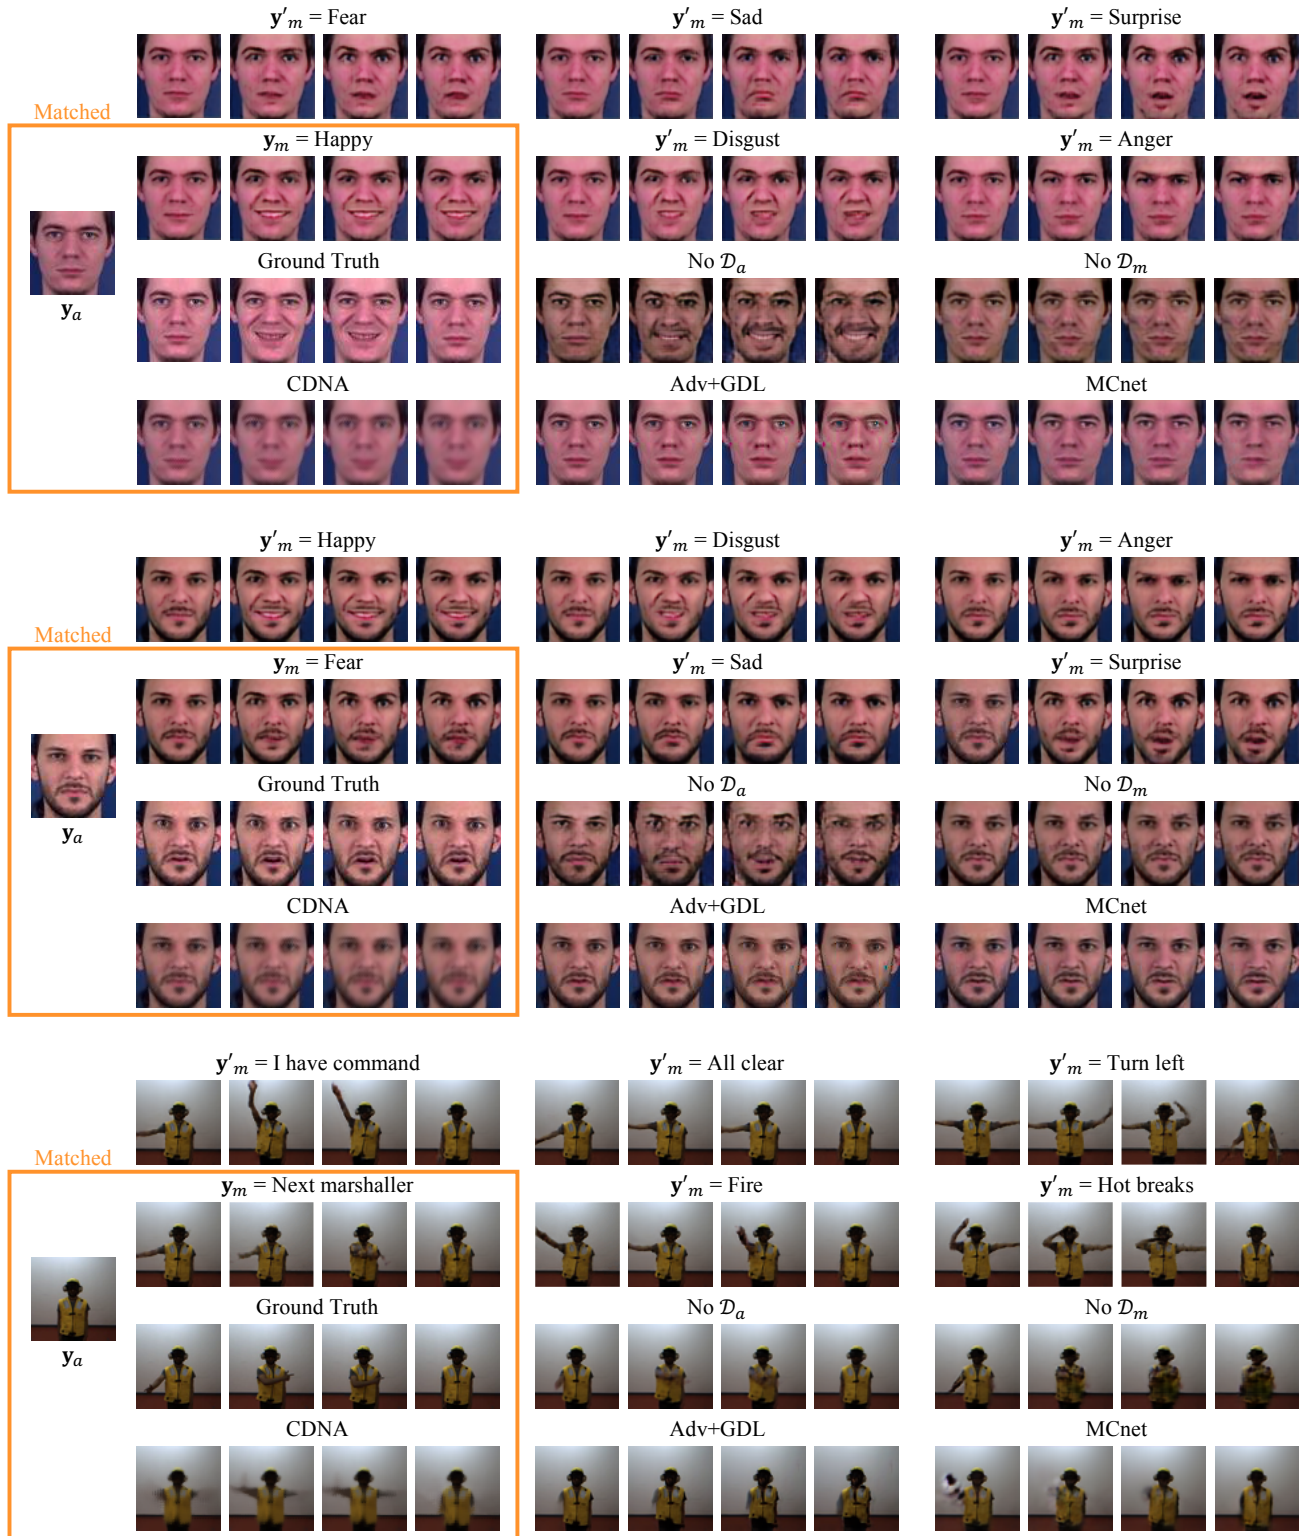 y'm = Fear
y'm = Sad
y'm = Surprise
Matched
ym = Happy
y'm = Disgust
y'm = Anger
Ground Truth
No 𝒟a
No 𝒟m
ya
CDNA
Adv+GDL
MCnet
y'm = Happy
y'm = Disgust
y'm = Anger
Matched
ym = Fear
y'm = Sad
y'm = Surprise
Ground Truth
No 𝒟a
No 𝒟m
ya
CDNA
Adv+GDL
MCnet
y'm = I have command
y'm = All clear
y'm = Turn left
Matched
ym = Next marshaller
y'm = Fire
y'm = Hot breaks
Ground Truth
No 𝒟a
No 𝒟m
ya
CDNA
Adv+GDL
MCnet